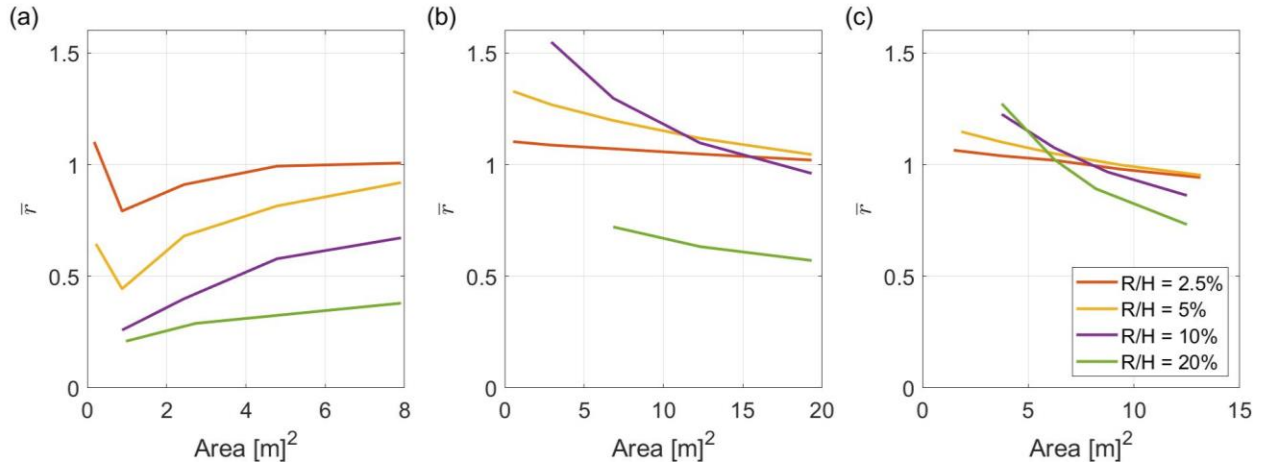 (a)
1.5
1
0.5
0
r̅
0 2 4 6 8
Area [m]²
(b)
1.5
1
0.5
0
r̅
0 5 10 15 20
Area [m]²
(c)
1.5
1
0.5
0
r̅
5 10 15
Area [m]²
R/H = 2.5%
R/H = 5%
R/H = 10%
R/H = 20%